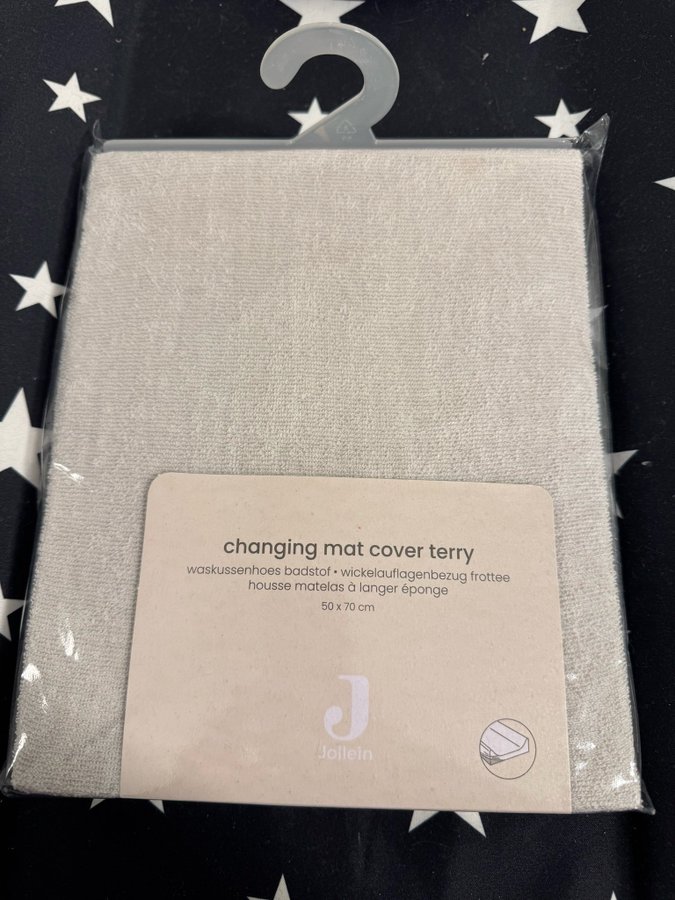 changing mat cover terry
waskussenhoes badstof • wickelauflagenbezug frottee
housse matelas à langer éponge
50 x 70 cm
J
Jollein